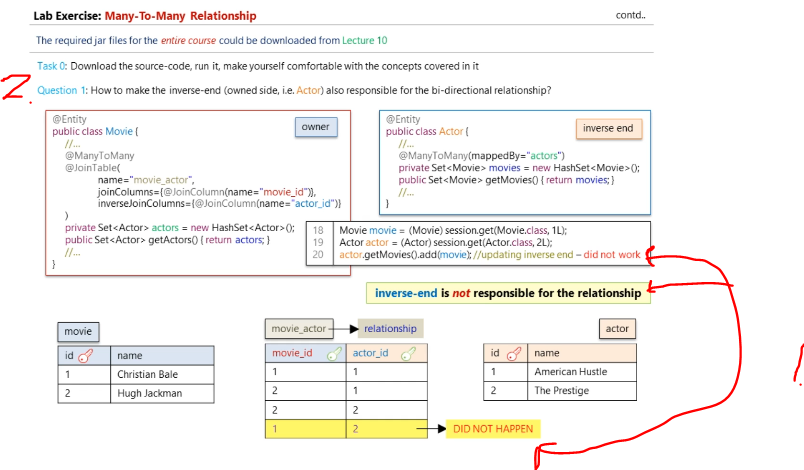 Lab Exercise: Many-To-Many Relationship
contd..
The required jar files for the entire course could be downloaded from Lecture 10
Task 0: Download the source-code, run it, make yourself comfortable with the concepts covered in it
2.
Question 1: How to make the inverse-end (owned side, i.e. Actor) also responsible for the bi-directional relationship?
@Entity
public class Movie {
//...
@ManyToMany
@JoinTable(
name="movie_actor",
joinColumns={@JoinColumn(name="movie_id")},
inverseJoinColumns={@JoinColumn(name="actor_id")}
)
private Set<Actor> actors = new HashSet<Actor>();
public Set<Actor> getActors() { return actors; }
//...
}
owner
@Entity
public class Actor {
//...
@ManyToMany(mappedBy="actors")
private Set<Movie> movies = new HashSet<Movie>();
public Set<Movie> getMovies() { return movies; }
//...
}
inverse end
18 Movie movie = (Movie) session.get(Movie.class, 1L);
19 Actor actor = (Actor) session.get(Actor.class, 2L);
20 actor.getMovies().add(movie); //updating inverse end – did not work
inverse-end is not responsible for the relationship
movie
id name
1 Christian Bale
2 Hugh Jackman
movie_actor relationship
movie_id actor_id
1 1
2 1
2 2
1 2
DID NOT HAPPEN
actor
id name
1 American Hustle
2 The Prestige